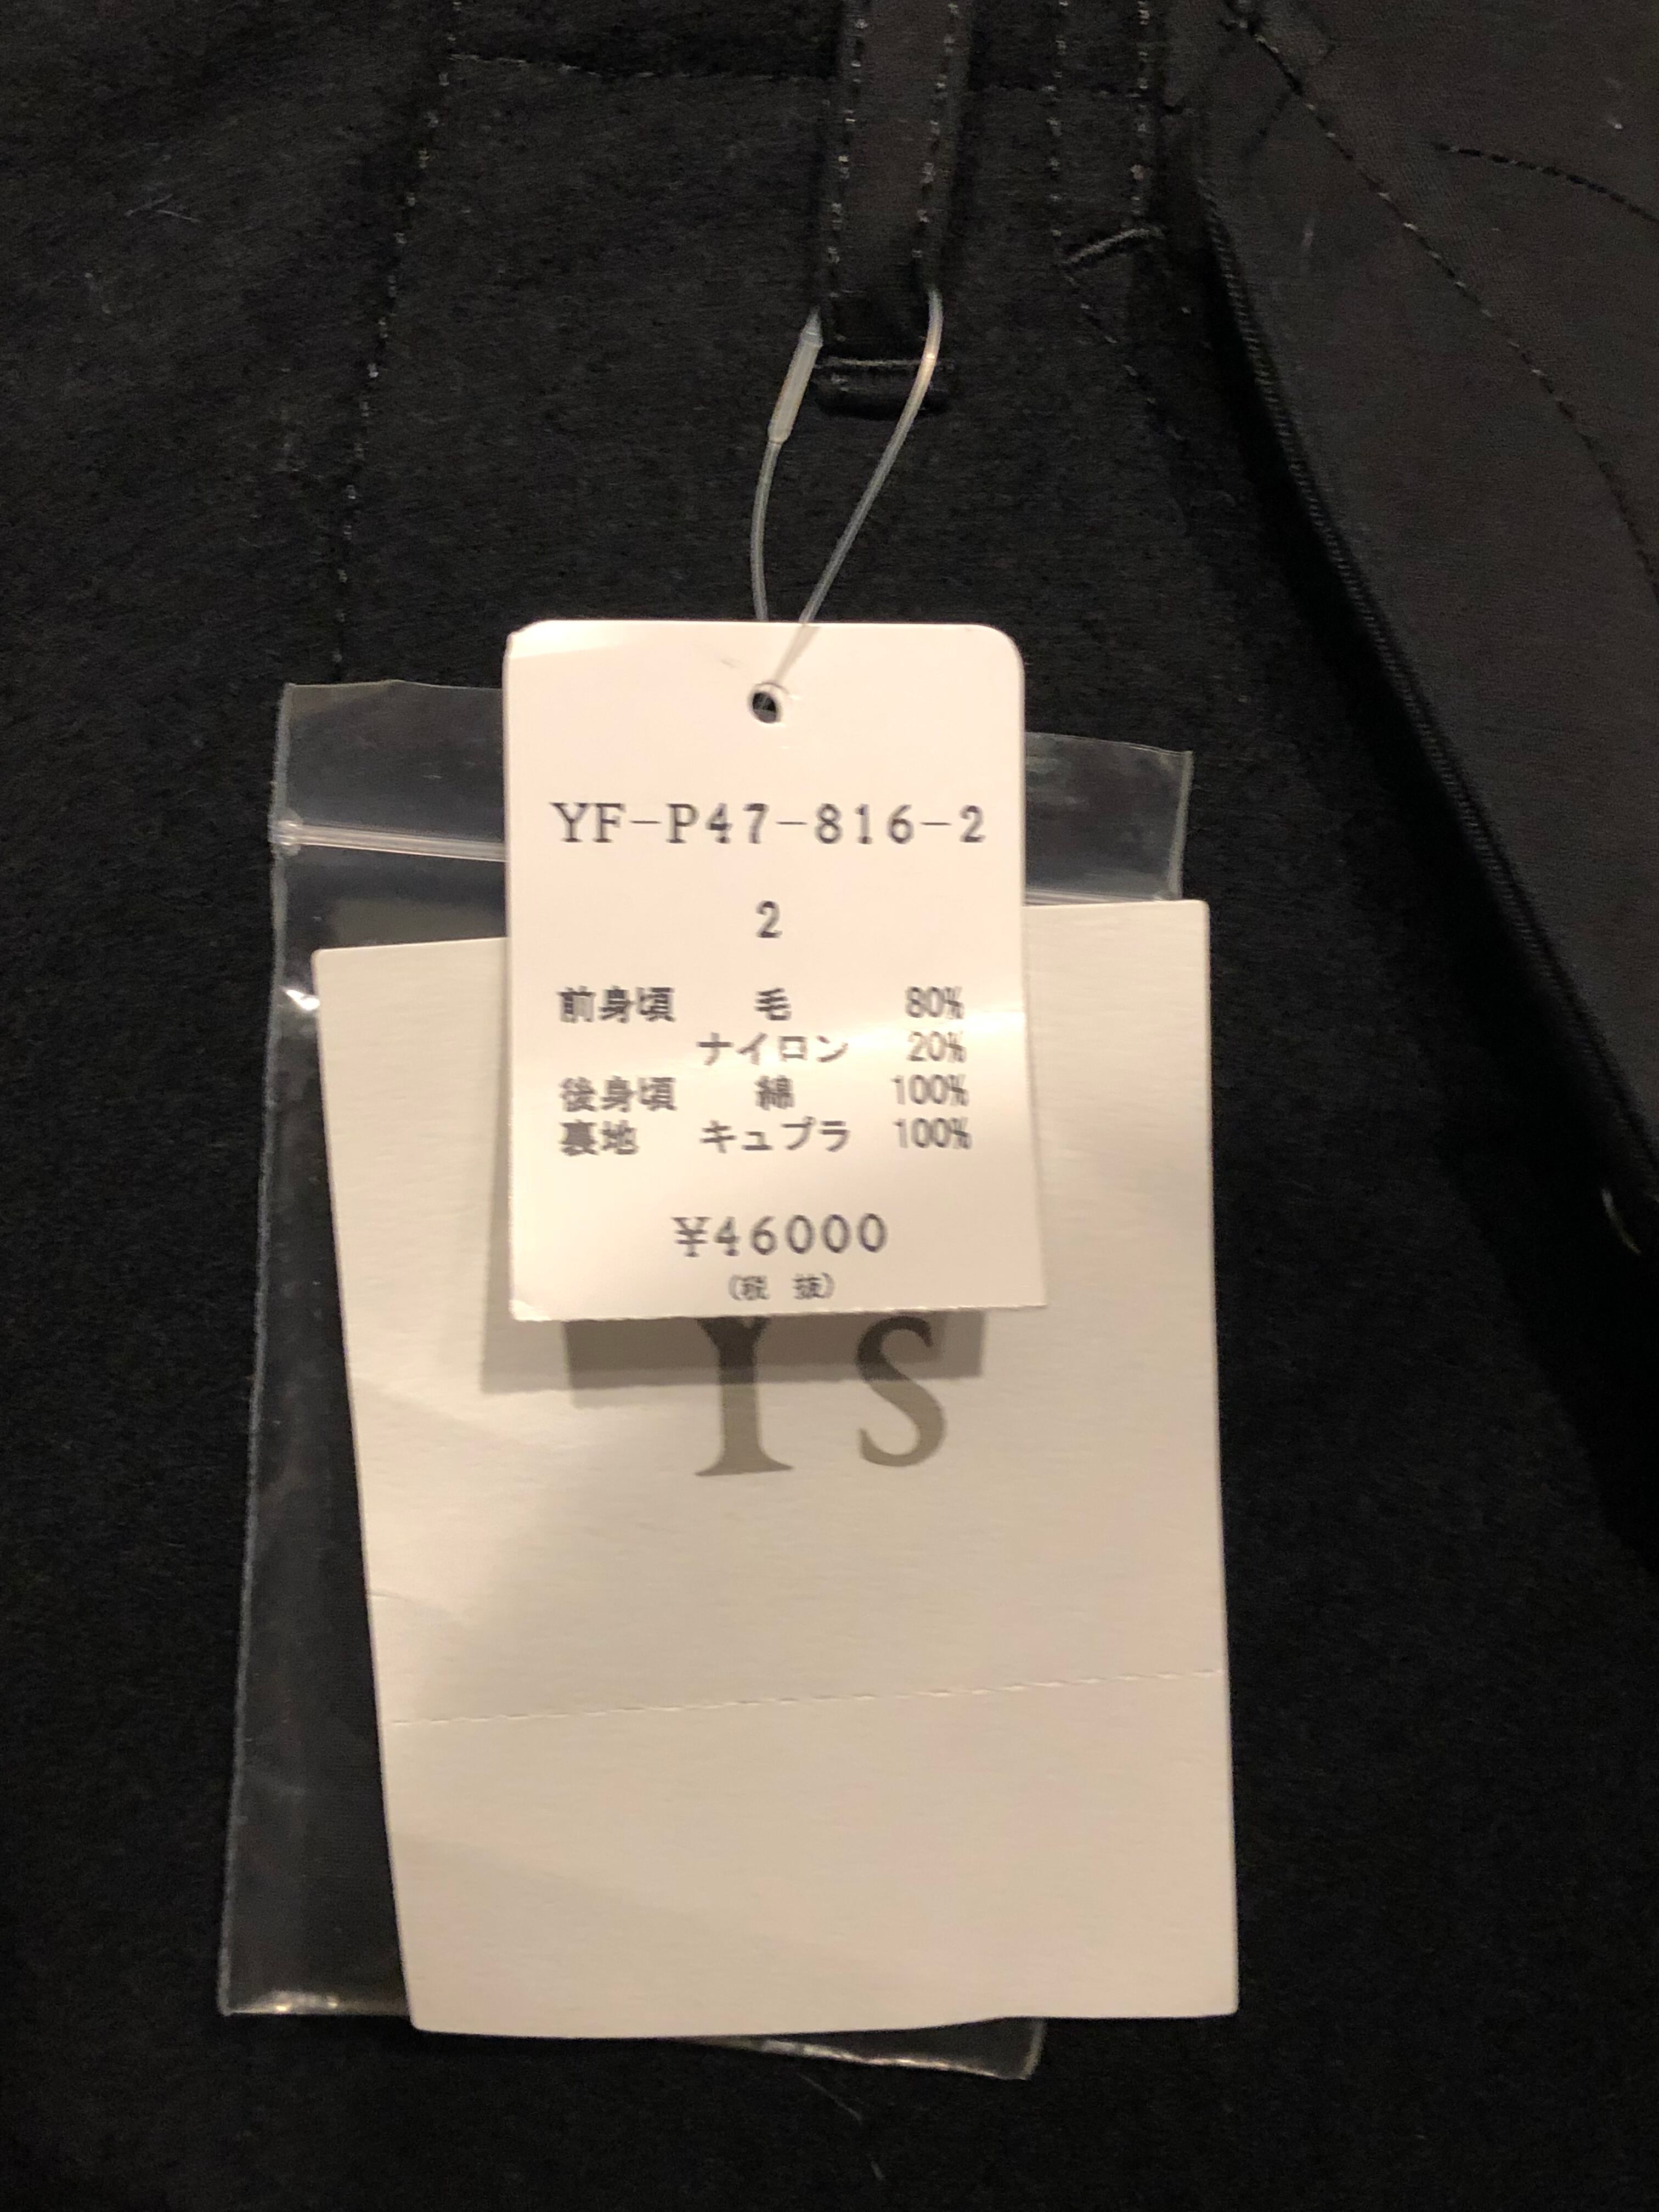 YF-P47-816-2
2
前身頃 毛 80%
ナイロン 20%
後身頃 綿 100%
裏地 キュプラ 100%
¥46000
(税 抜)
Y S